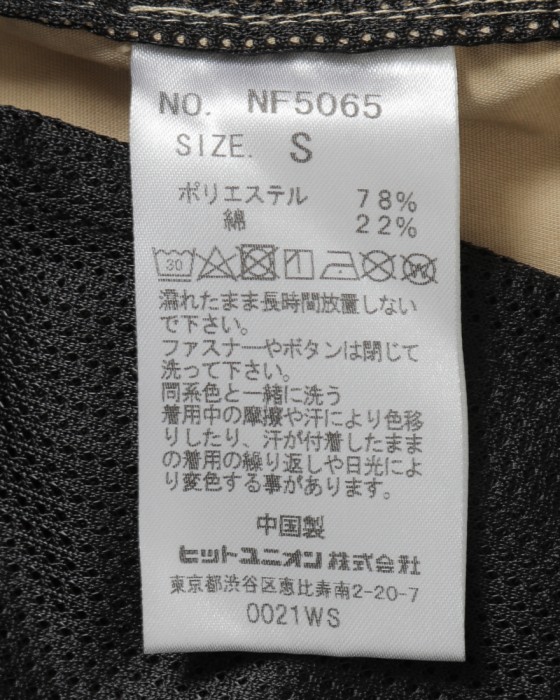 NO. NF5065
SIZE. S
ポリエステル 78%
綿 22%
30 W
濡れたまま長時間放置しない
で下さい。
ファスナーやボタンは閉じて
洗って下さい。
同系色と一緒に洗う
着用中の摩擦や汗により色移
りしたり、汗が付着したまま
の着用の繰り返しや日光によ
り変色する事があります。
中国製
ヒットユニオン株式会社
東京都渋谷区恵比寿南2-20-7
0021WS